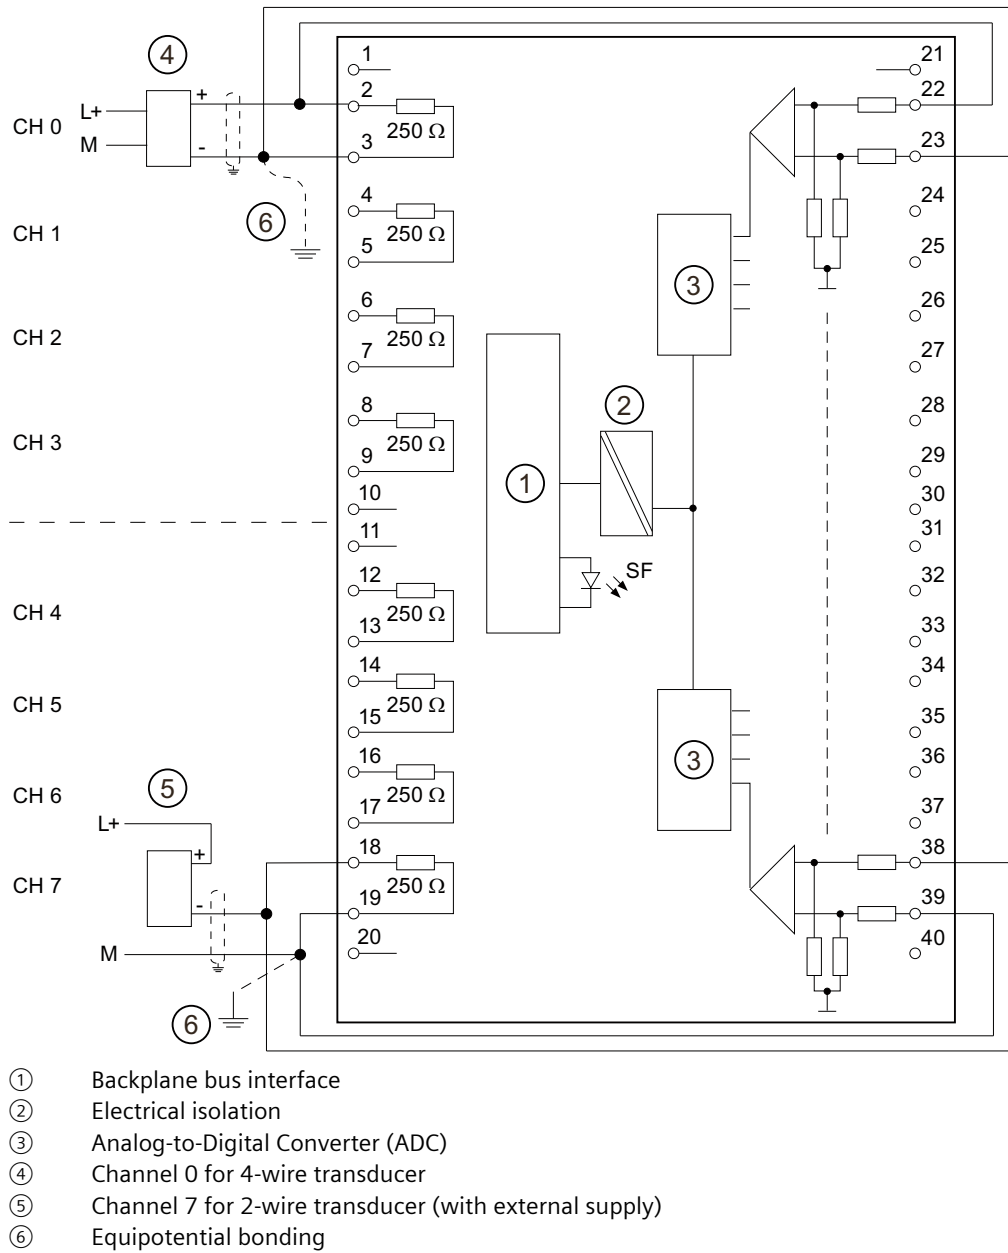 1 21
④
2 22
+
L+
CH 0 250 Ω
M
3 23
-
4 24
⑥
CH 1 250 Ω
5 25
③
6 26
CH 2 250 Ω
7 27
②
8 28
CH 3 250 Ω
9 29
①
10 30
11 31
SF
12 32
CH 4 250 Ω
13 33
14 34
CH 5 250 Ω
15 35
16 36
③
⑤
CH 6 250 Ω
17 37
L+
18 38
+
CH 7 250 Ω
19 39
-
20 40
M
⑥
① Backplane bus interface
② Electrical isolation
③ Analog-to-Digital Converter (ADC)
④ Channel 0 for 4-wire transducer
⑤ Channel 7 for 2-wire transducer (with external supply)
⑥ Equipotential bonding